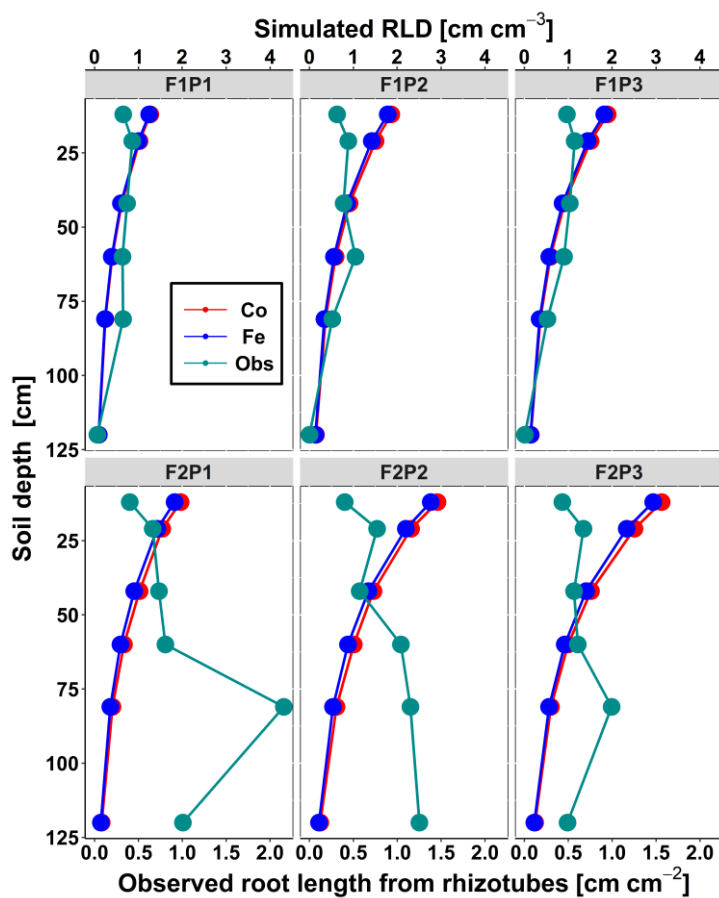 Simulated RLD [cm cm⁻³]
0 1 2 3 4 0 1 2 3 4 0 1 2 3 4
F1P1 F1P2 F1P3
25
50
75
100
125
Co
Fe
Obs
Soil depth [cm]
F2P1 F2P2 F2P3
25
50
75
100
125
0.0 0.5 1.0 1.5 2.0 0.0 0.5 1.0 1.5 2.0 0.0 0.5 1.0 1.5 2.0
Observed root length from rhizotubes [cm cm⁻²]